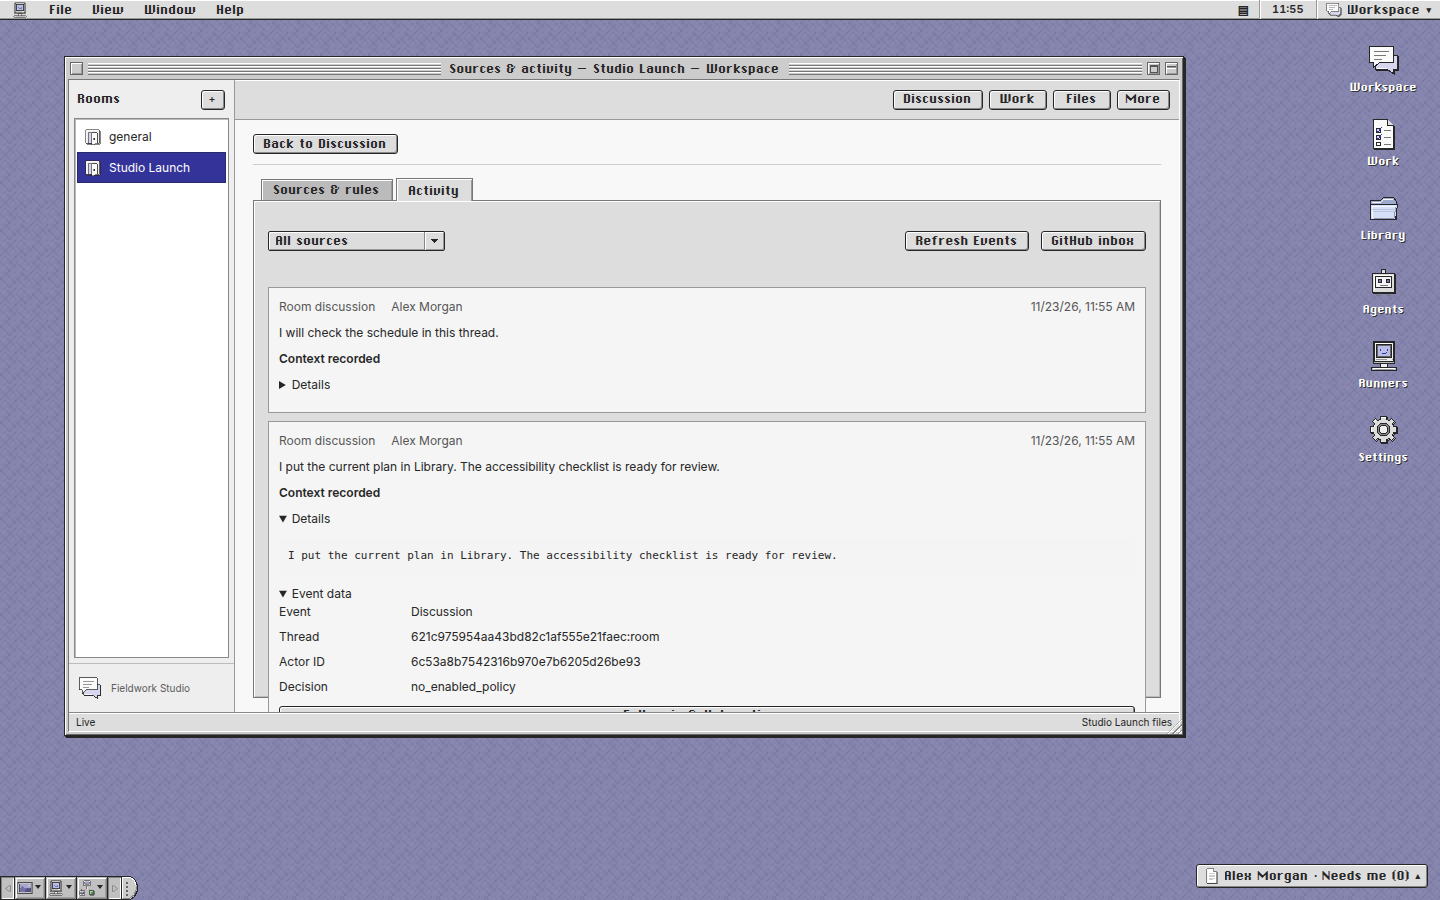 File View Window Help
11:55 Workspace
Sources & activity — Studio Launch — Workspace
Rooms +
Discussion Work Files More
general
Studio Launch
Back to Discussion
Sources & rules Activity
All sources Refresh Events GitHub inbox
Room discussion Alex Morgan 11/23/26, 11:55 AM
I will check the schedule in this thread.
Context recorded
Details
Room discussion Alex Morgan 11/23/26, 11:55 AM
I put the current plan in Library. The accessibility checklist is ready for review.
Context recorded
Details
I put the current plan in Library. The accessibility checklist is ready for review.
Event data
Event Discussion
Thread 621c975954aa43bd82c1af555e21faec:room
Actor ID 6c53a8b7542316b970e7b6205d26be93
Decision no_enabled_policy
Fieldwork Studio
Live Studio Launch files
Workspace
Work
Library
Agents
Runners
Settings
Alex Morgan · Needs me (0)